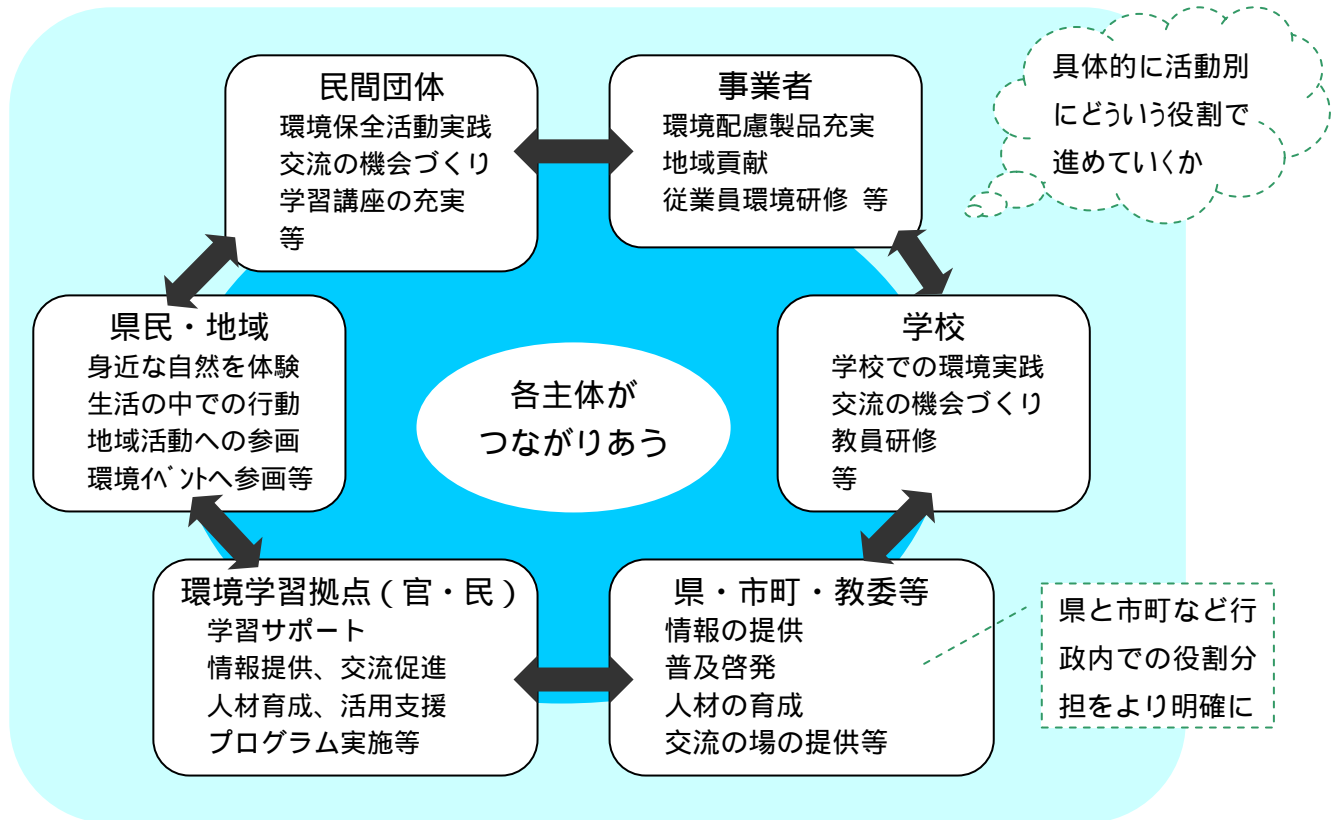 民間団体
環境保全活動実践
交流の機会づくり
学習講座の充実
等
事業者
環境配慮製品充実
地域貢献
従業員環境研修 等
具体的に活動別
にどういう役割で
進めていくか
県民・地域
身近な自然を体験
生活の中での行動
地域活動への参画
環境ｲﾍﾞﾝﾄへ参画等
各主体が
つながりあう
学校
学校での環境実践
交流の機会づくり
教員研修
等
環境学習拠点(官・民)
学習サポート
情報提供、交流促進
人材育成、活用支援
プログラム実施等
県・市町・教委等
情報の提供
普及啓発
人材の育成
交流の場の提供等
県と市町など行
政内での役割分
担をより明確に